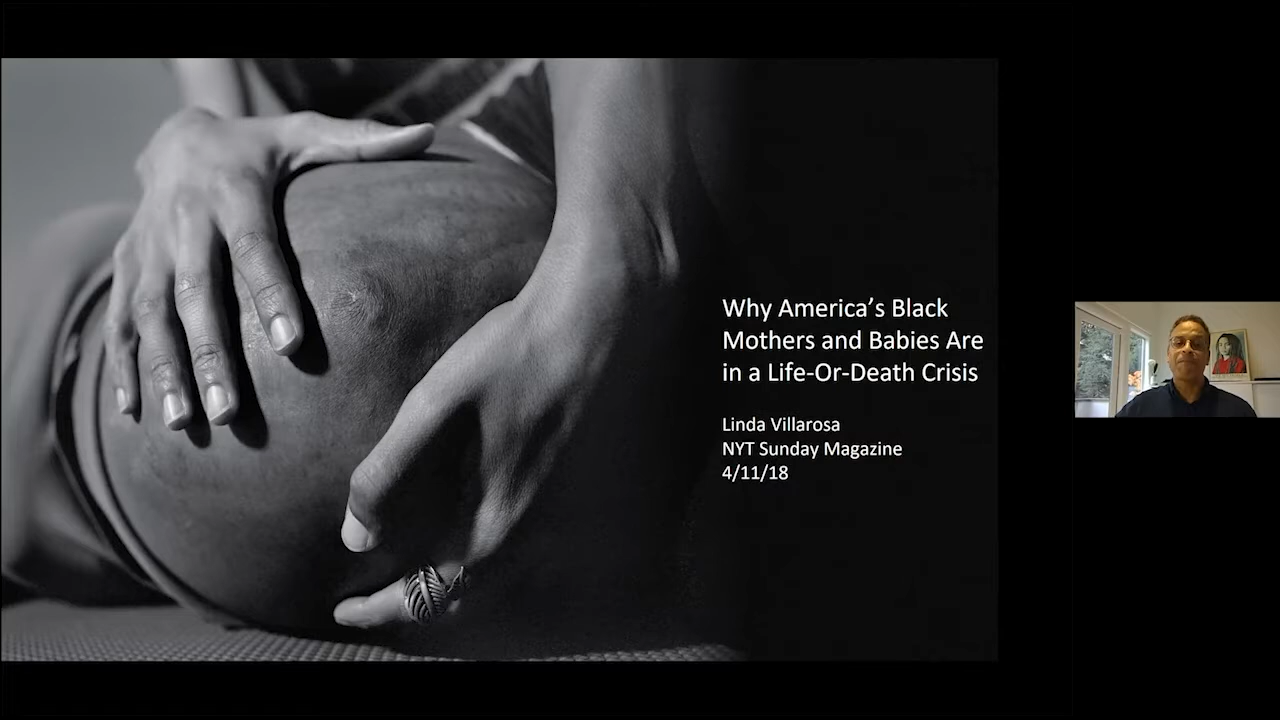 Why America's Black
Mothers and Babies Are
in a Life-Or-Death Crisis
Linda Villarosa
NYT Sunday Magazine
4/11/18